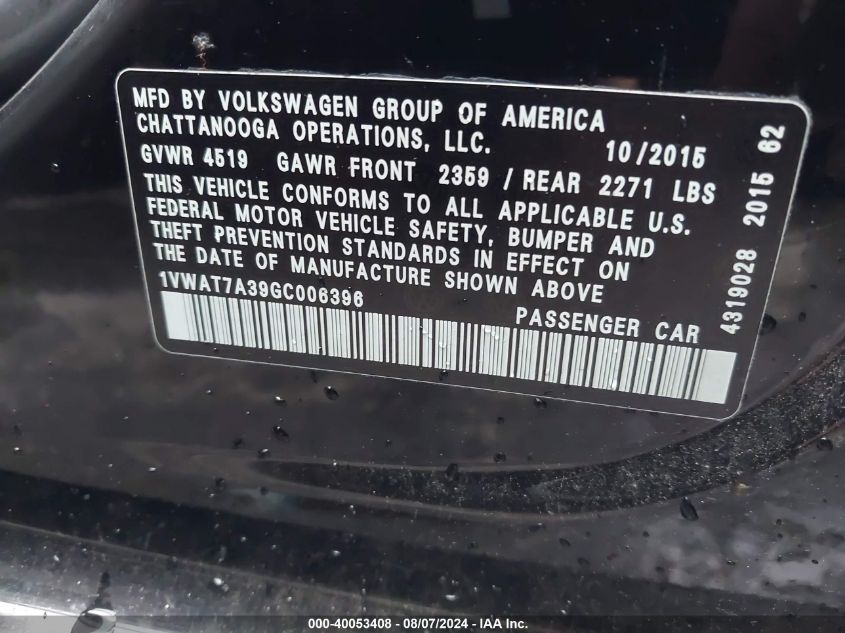 MFD BY VOLKSWAGEN GROUP OF AMERICA
CHATTANOOGA OPERATIONS, LLC. 10/2015
GVWR 4519 GAWR FRONT 2359 / REAR 2271 LBS
THIS VEHICLE CONFORMS TO ALL APPLICABLE U.S.
FEDERAL MOTOR VEHICLE SAFETY, BUMPER AND
THEFT PREVENTION STANDARDS IN EFFECT ON
THE DATE OF MANUFACTURE SHOWN ABOVE
1VWAT7A39GC006396
PASSENGER CAR
4319028 2015 62
000-40053408 - 08/07/2024 - IAA Inc.